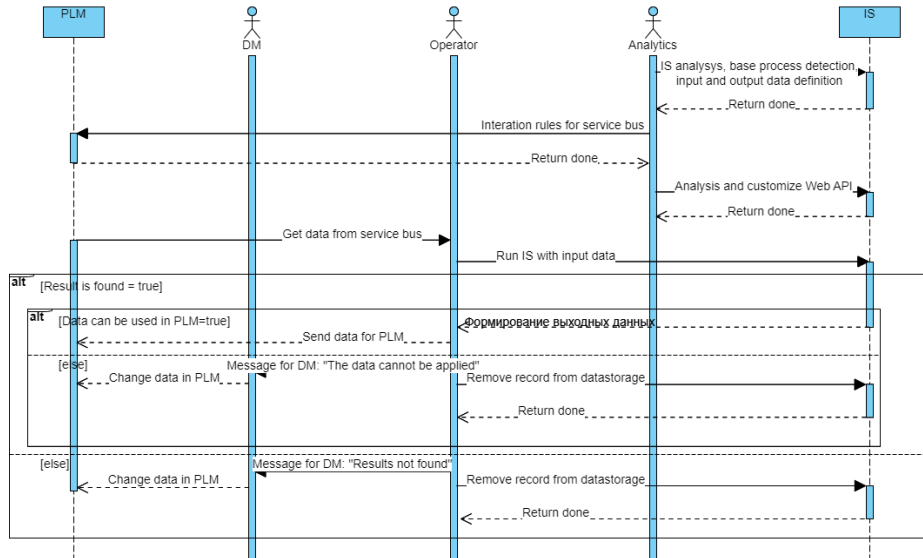 PLM
DM
Operator
Analytics
IS
IS analysys, base process detection,
input and output data definition
Return done
Interation rules for service bus
Return done
Analysis and customize Web API
Return done
Get data from service bus
Run IS with input data
alt
[Result is found = true]
alt
[Data can be used in PLM=true]
Формирование выходных данных
Send data for PLM
[else]
Message for DM: "The data cannot be applied"
Change data in PLM
Remove record from datastorage
Return done
[else]
Message for DM: "Results not found"
Change data in PLM
Remove record from datastorage
Return done